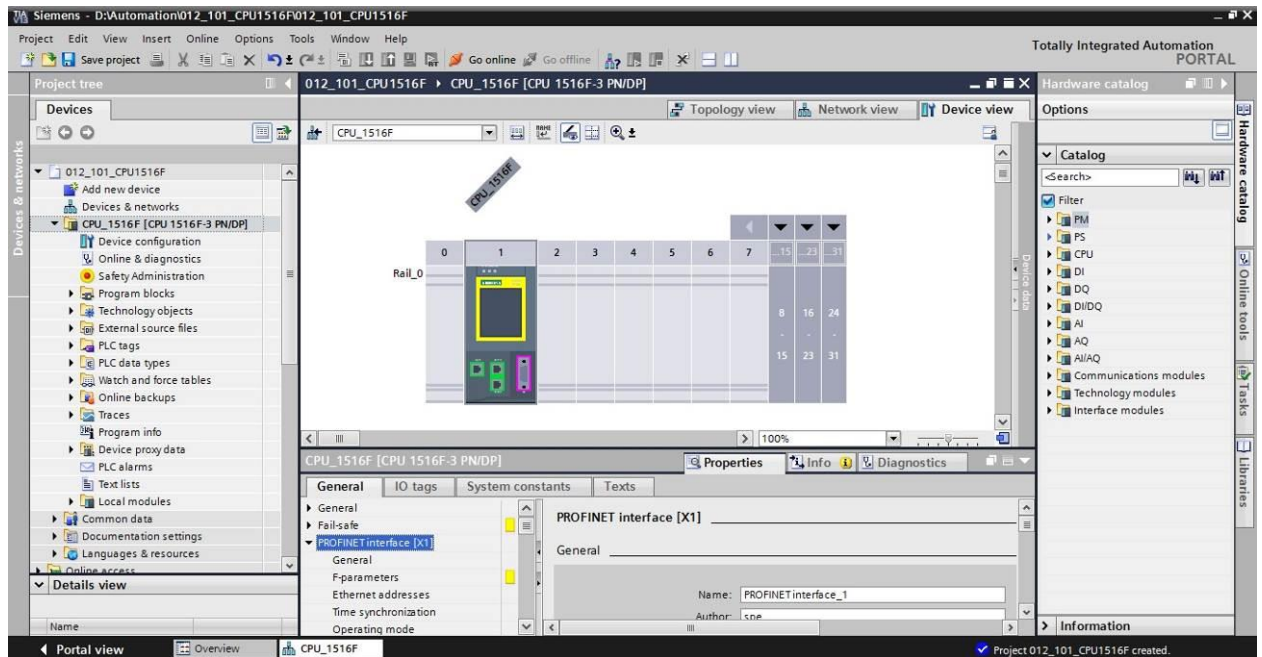 Siemens - D:\Automation\012_101_CPU1516F\012_101_CPU1516F
Project Edit View Insert Online Options Tools Window Help
Save project
Go online
Go offline
Totally Integrated Automation
PORTAL
Project tree
Devices
Devices & networks
012_101_CPU1516F
Add new device
Devices & networks
CPU_1516F [CPU 1516F-3 PN/DP]
Device configuration
Online & diagnostics
Safety Administration
Program blocks
Technology objects
External source files
PLC tags
PLC data types
Watch and force tables
Online backups
Traces
Program info
Device proxy data
PLC alarms
Text lists
Local modules
Common data
Documentation settings
Languages & resources
Online access
Details view
Name
012_101_CPU1516F CPU_1516F [CPU 1516F-3 PN/DP]
Topology view Network view Device view
CPU_1516F
CPU_1516F
0 1 2 3 4 5 6 7 ...15 ...23 ...31
Rail_0
SIEMENS
8 16 24
- - -
15 23 31
Device data
100%
CPU_1516F [CPU 1516F-3 PN/DP]
Properties Info Diagnostics
General IO tags System constants Texts
General
Fail-safe
PROFINET interface [X1]
General
F-parameters
Ethernet addresses
Time synchronization
Operating mode
PROFINET interface [X1]
General
Name: PROFINET interface_1
Author: spe
Hardware catalog
Options
Catalog
<Search>
Filter
PM
PS
CPU
DI
DQ
DI/DQ
AI
AQ
AI/AQ
Communications modules
Technology modules
Interface modules
Information
Hardware catalog
Online tools
Tasks
Libraries
Portal view Overview CPU_1516F
Project 012_101_CPU1516F created.